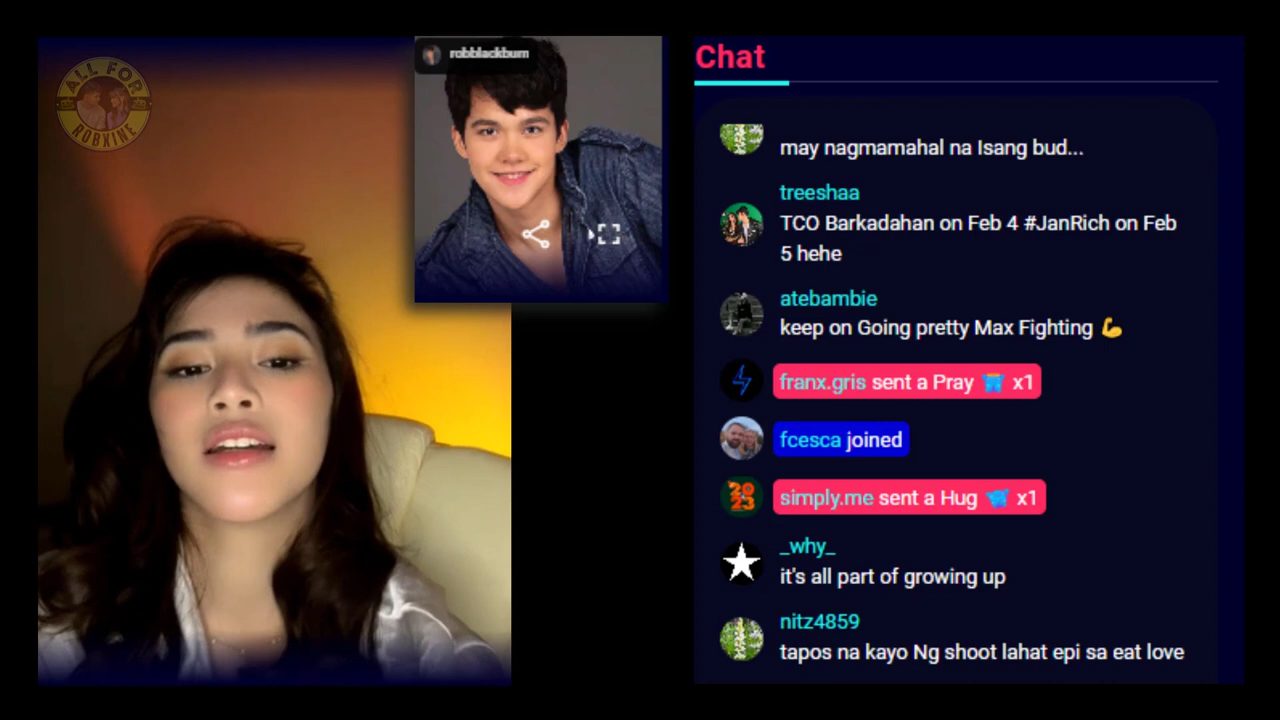 ALL FOR
ROBXINE
robblackburn
Chat
may nagmamahal na Isang bud...
treeshaa
TCO Barkadahan on Feb 4 #JanRich on Feb
5 hehe
atebambie
keep on Going pretty Max Fighting 💪
franx.gris sent a Pray x1
fcesca joined
2023
simply.me sent a Hug x1
_why_
it's all part of growing up
nitz4859
tapos na kayo Ng shoot lahat epi sa eat love